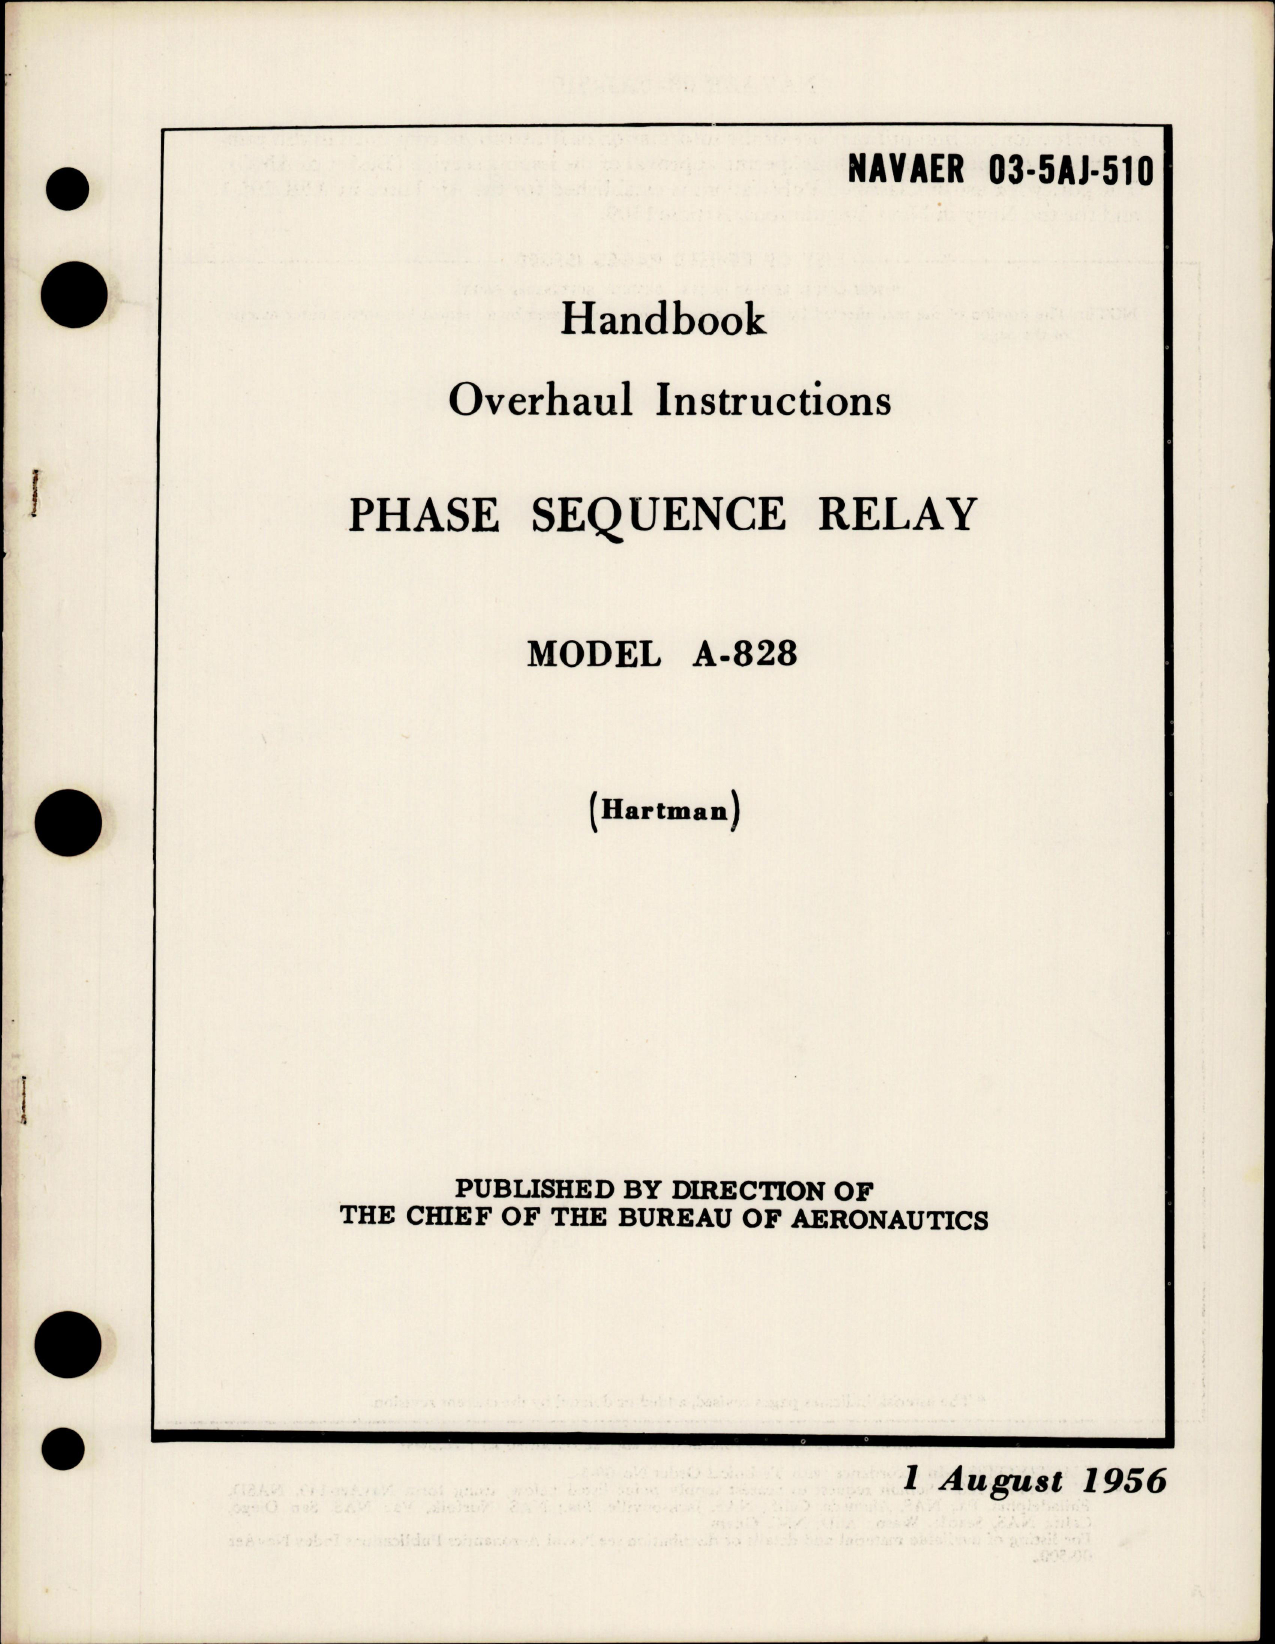 NAVAER 03-5AJ-510
Handbook
Overhaul Instructions
PHASE SEQUENCE RELAY
MODEL A-828
(Hartman)
PUBLISHED BY DIRECTION OF
THE CHIEF OF THE BUREAU OF AERONAUTICS
1 August 1956